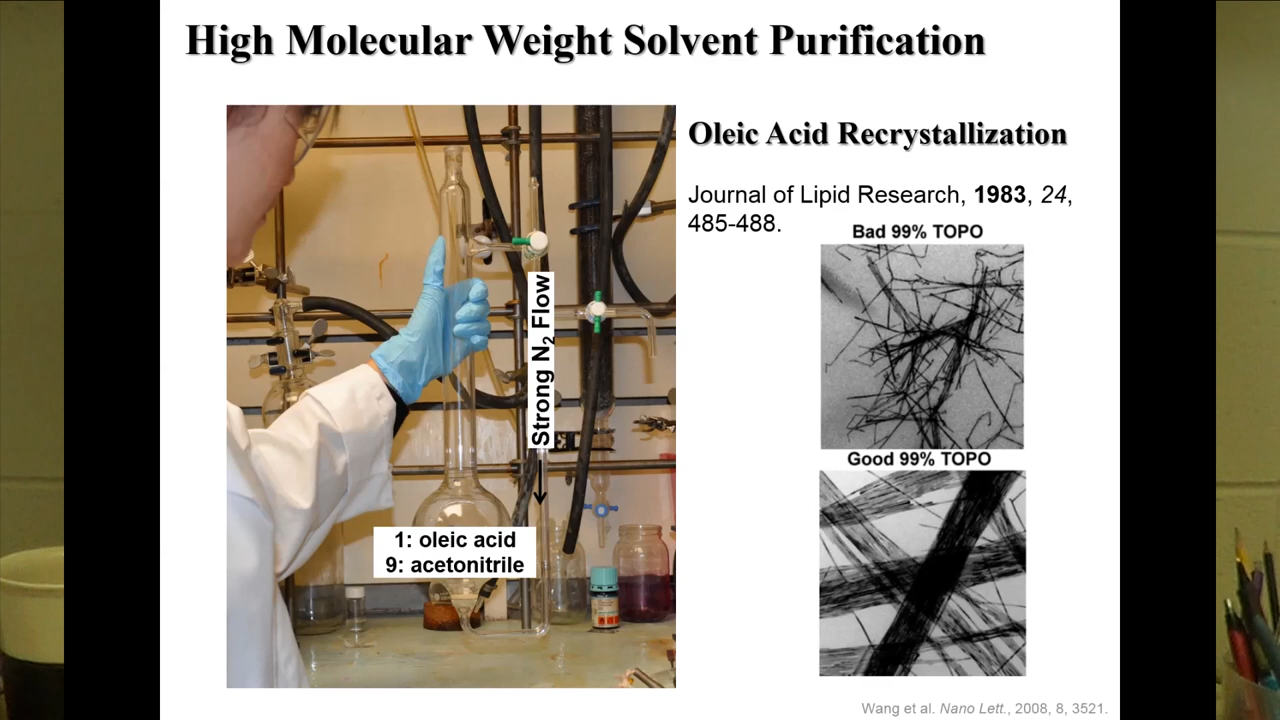 High Molecular Weight Solvent Purification
Oleic Acid Recrystallization
Journal of Lipid Research, 1983, 24,
485-488.
Bad 99% TOPO
Strong N2 Flow
Good 99% TOPO
1: oleic acid
9: acetonitrile
Wang et al. Nano Lett., 2008, 8, 3521.